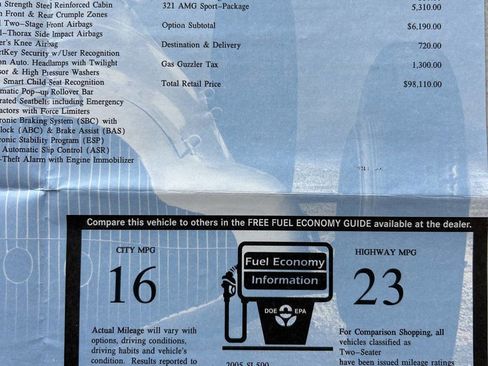 Strength Steel Reinforced Cabin
Front & Rear Crumple Zones
Two-Stage Front Airbags
-Thorax Side Impact Airbags
Knee Airbag
Security w/User Recognition
Auto. Headlamps with Twilight
& High Pressure Washers
Smart Child Seat Recognition
Pop-up Rollover Bar
Seatbelts including Emergency
with Force Limiters
Braking System (SBC) with
(ABC) & Brake Assist (BAS)
Stability Program (ESP)
Automatic Slip Control (ASR)
-Theft Alarm with Engine Immobilizer
321 AMG Sport-Package 5,310.00
Option Subtotal $6,190.00
Destination & Delivery 720.00
Gas Guzzler Tax 1,300.00
Total Retail Price $98,110.00
Compare this vehicle to others in the FREE FUEL ECONOMY GUIDE available at the dealer.
CITY MPG
16
Fuel Economy
Information
DOE EPA
HIGHWAY MPG
23
Actual Mileage will vary with
options, driving conditions,
driving habits and vehicle's
condition. Results reported to
2005 SL500
For Comparison Shopping, all
vehicles classified as
Two-Seater
have been issued mileage ratings